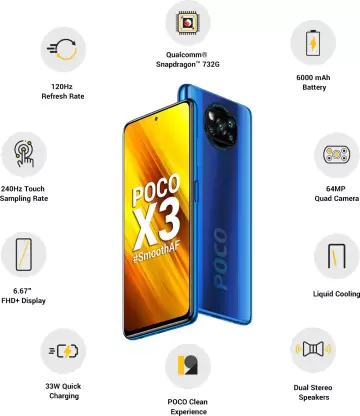 Qualcomm®
Snapdragon™ 732G
120Hz
Refresh Rate
6000 mAh
Battery
240Hz Touch
Sampling Rate
64MP
Quad Camera
POCO
X3
#SmoothAF
POCO
6.67"
FHD+ Display
Liquid Cooling
33W Quick
Charging
POCO Clean
Experience
Dual Stereo
Speakers